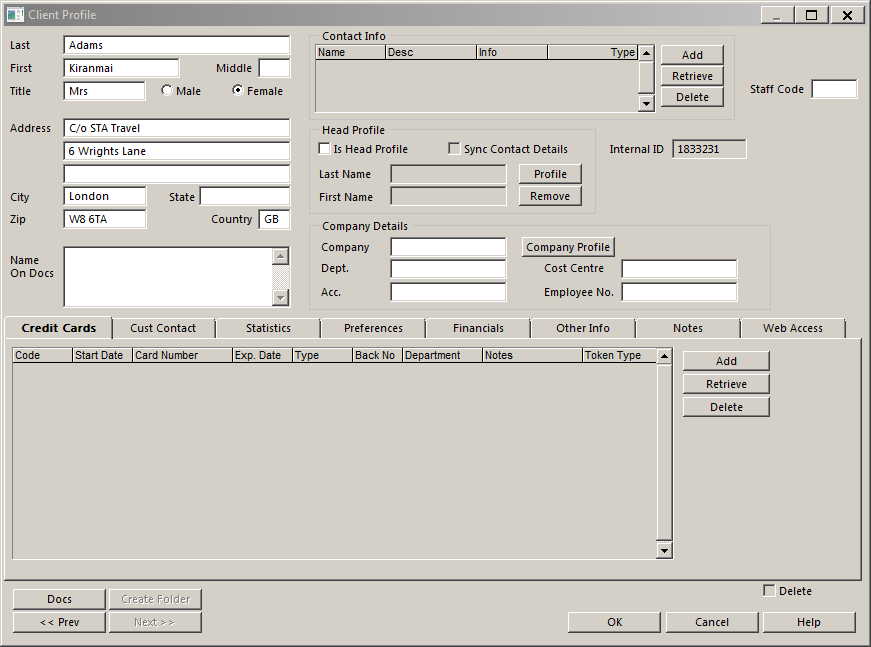 Client Profile
Last Adams
First Kiranmai Middle
Title Mrs Male Female
Address C/o STA Travel
6 Wrights Lane
City London State
Zip W8 6TA Country GB
Name
On Docs
Contact Info
Name Desc Info Type
Add
Retrieve
Delete
Staff Code
Head Profile
Is Head Profile Sync Contact Details
Last Name Profile
First Name Remove
Internal ID 1833231
Company Details
Company Company Profile
Dept. Cost Centre
Acc. Employee No.
Credit Cards Cust Contact Statistics Preferences Financials Other Info Notes Web Access
Code Start Date Card Number Exp. Date Type Back No Department Notes Token Type
Add
Retrieve
Delete
Delete
Docs Create Folder
<< Prev Next >> OK Cancel Help